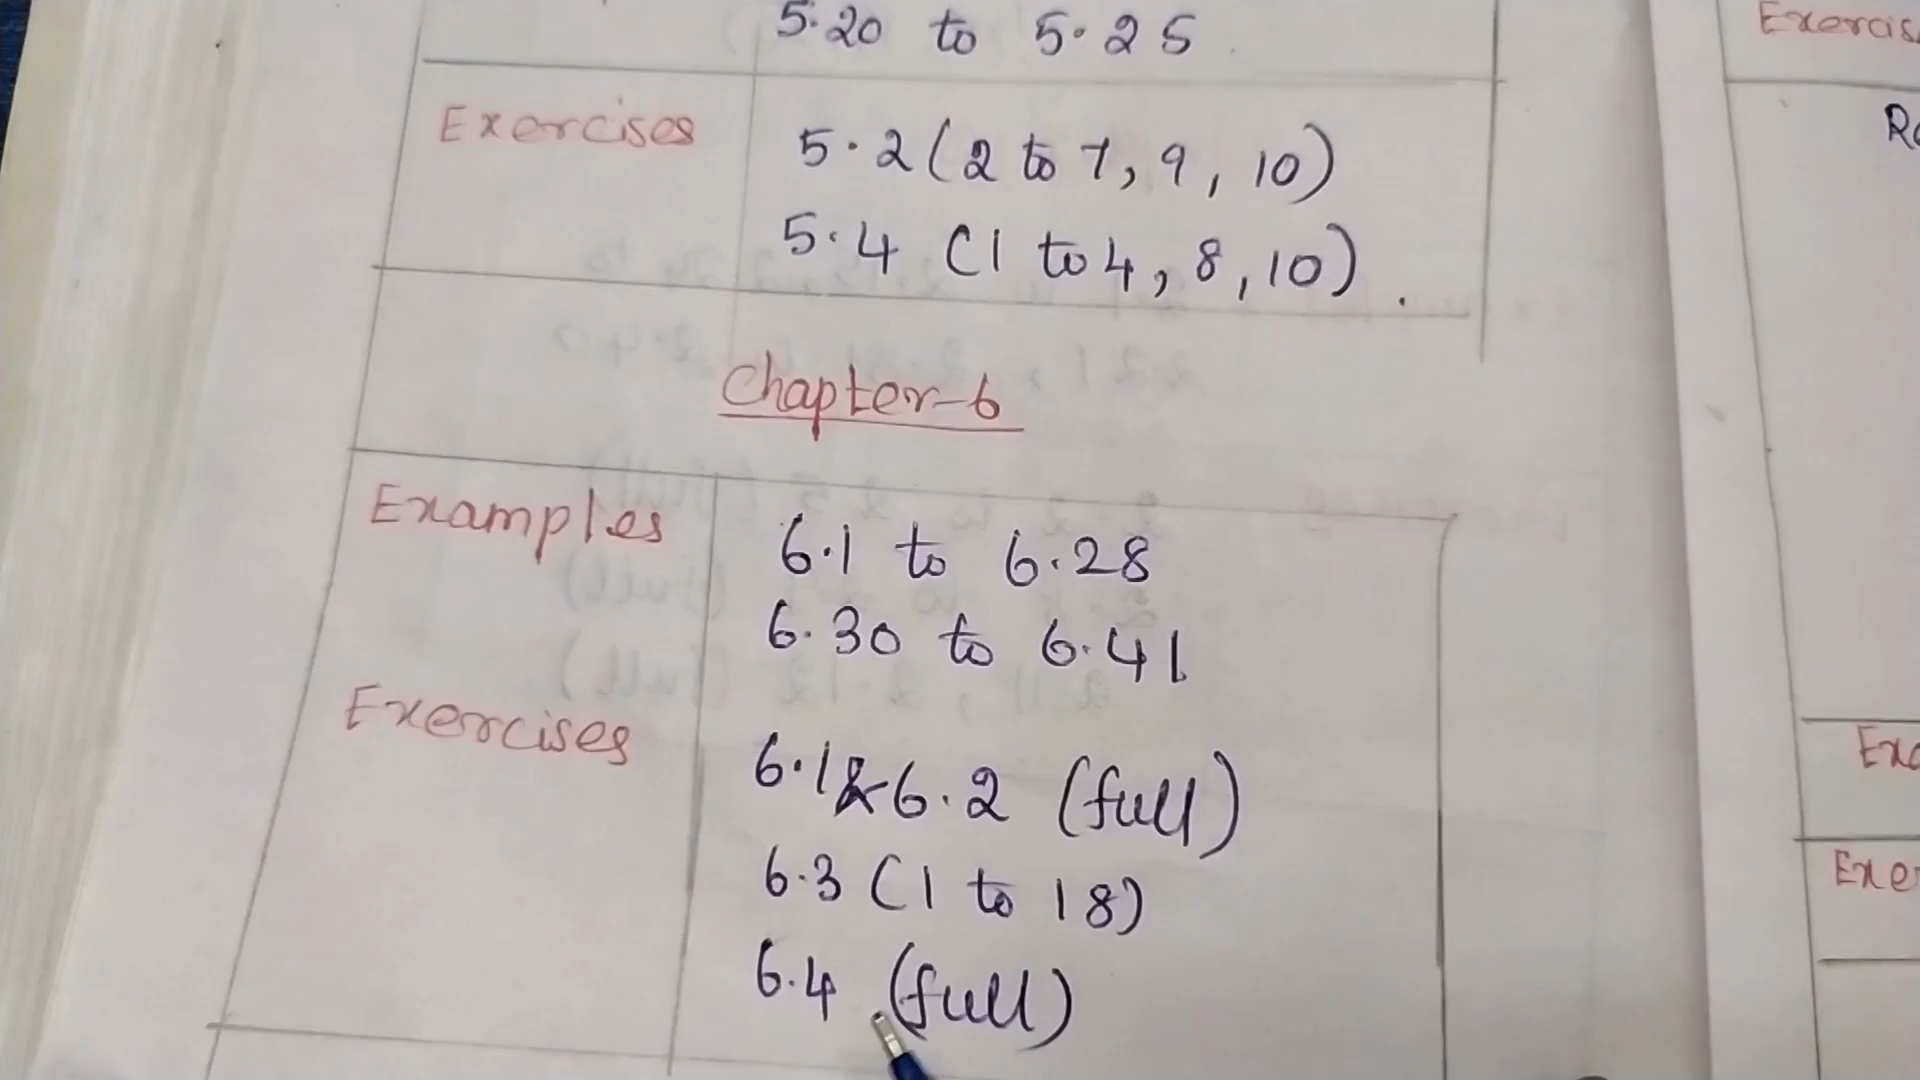 5.20 to 5.25
Exercises
5.2 (2 to 7, 9, 10)
5.4 (1 to 4, 8, 10).
Chapter-6
Examples
6.1 to 6.28
6.30 to 6.41
Exercises
6.1 & 6.2 (full)
6.3 (1 to 18)
6.4 (full)